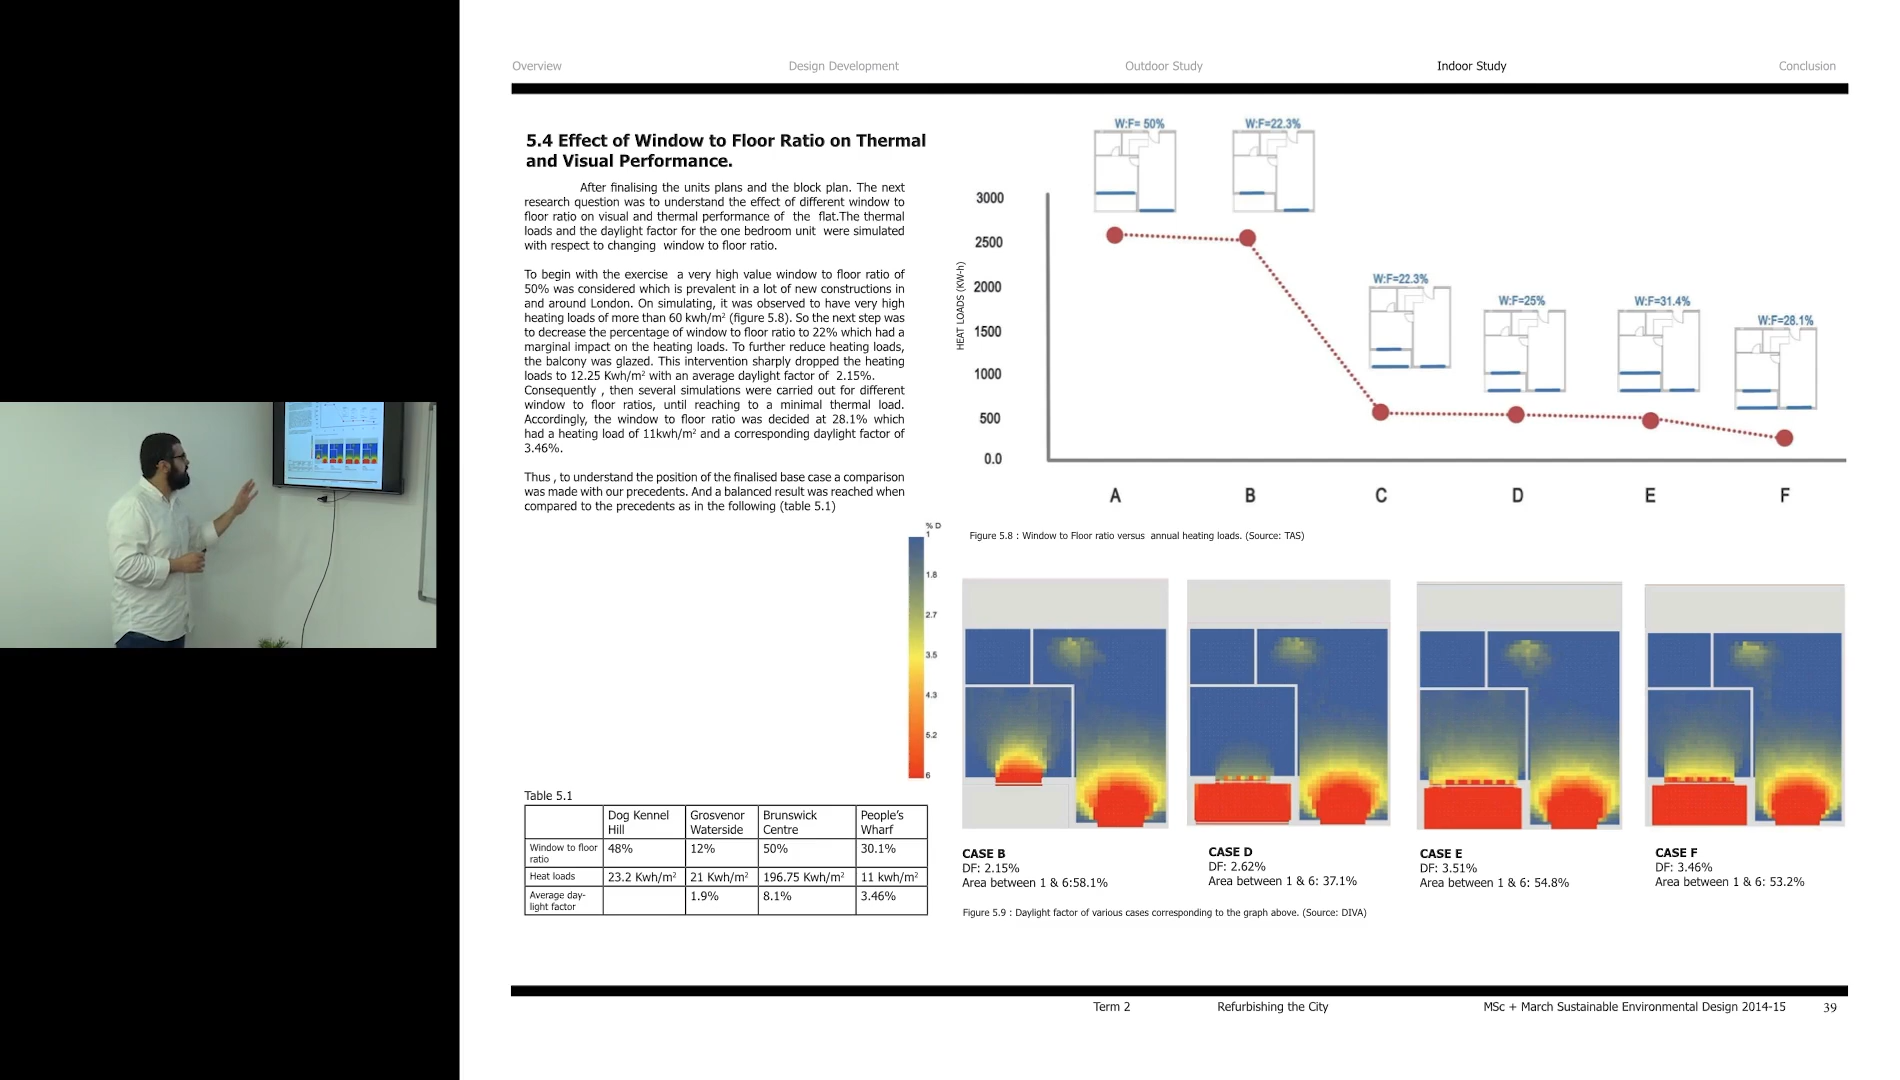 Overview Design Development Outdoor Study Indoor Study Conclusion
5.4 Effect of Window to Floor Ratio on Thermal
and Visual Performance.
After finalising the units plans and the block plan. The next
research question was to understand the effect of different window to
floor ratio on visual and thermal performance of the flat.The thermal
loads and the daylight factor for the one bedroom unit were simulated
with respect to changing window to floor ratio.
To begin with the exercise a very high value window to floor ratio of
50% was considered which is prevalent in a lot of new constructions in
and around London. On simulating, it was observed to have very high
heating loads of more than 60 kwh/m² (figure 5.8). So the next step was
to decrease the percentage of window to floor ratio to 22% which had a
marginal impact on the heating loads. To further reduce heating loads,
the balcony was glazed. This intervention sharply dropped the heating
loads to 12.25 Kwh/m² with an average daylight factor of 2.15%.
Consequently , then several simulations were carried out for different
window to floor ratios, until reaching to a minimal thermal load.
Accordingly, the window to floor ratio was decided at 28.1% which
had a heating load of 11kwh/m² and a corresponding daylight factor of
3.46%.
Thus , to understand the position of the finalised base case a comparison
was made with our precedents. And a balanced result was reached when
compared to the precedents as in the following (table 5.1)
% D
1
1.8
2.7
3.5
4.3
5.2
6
Table 5.1
Dog Kennel Hill Grosvenor Waterside Brunswick Centre People's Wharf
Window to floor ratio 48% 12% 50% 30.1%
Heat loads 23.2 Kwh/m² 21 Kwh/m² 196.75 Kwh/m² 11 kwh/m²
Average day-light factor 1.9% 8.1% 3.46%
W:F= 50% W:F=22.3%
W:F=22.3% W:F=25% W:F=31.4% W:F=28.1%
HEAT LOADS (KW-h)
3000
2500
2000
1500
1000
500
0.0
A B C D E F
Figure 5.8 : Window to Floor ratio versus annual heating loads. (Source: TAS)
CASE B
DF: 2.15%
Area between 1 & 6:58.1%
CASE D
DF: 2.62%
Area between 1 & 6: 37.1%
CASE E
DF: 3.51%
Area between 1 & 6: 54.8%
CASE F
DF: 3.46%
Area between 1 & 6: 53.2%
Figure 5.9 : Daylight factor of various cases corresponding to the graph above. (Source: DIVA)
Term 2 Refurbishing the City MSc + March Sustainable Environmental Design 2014-15 39